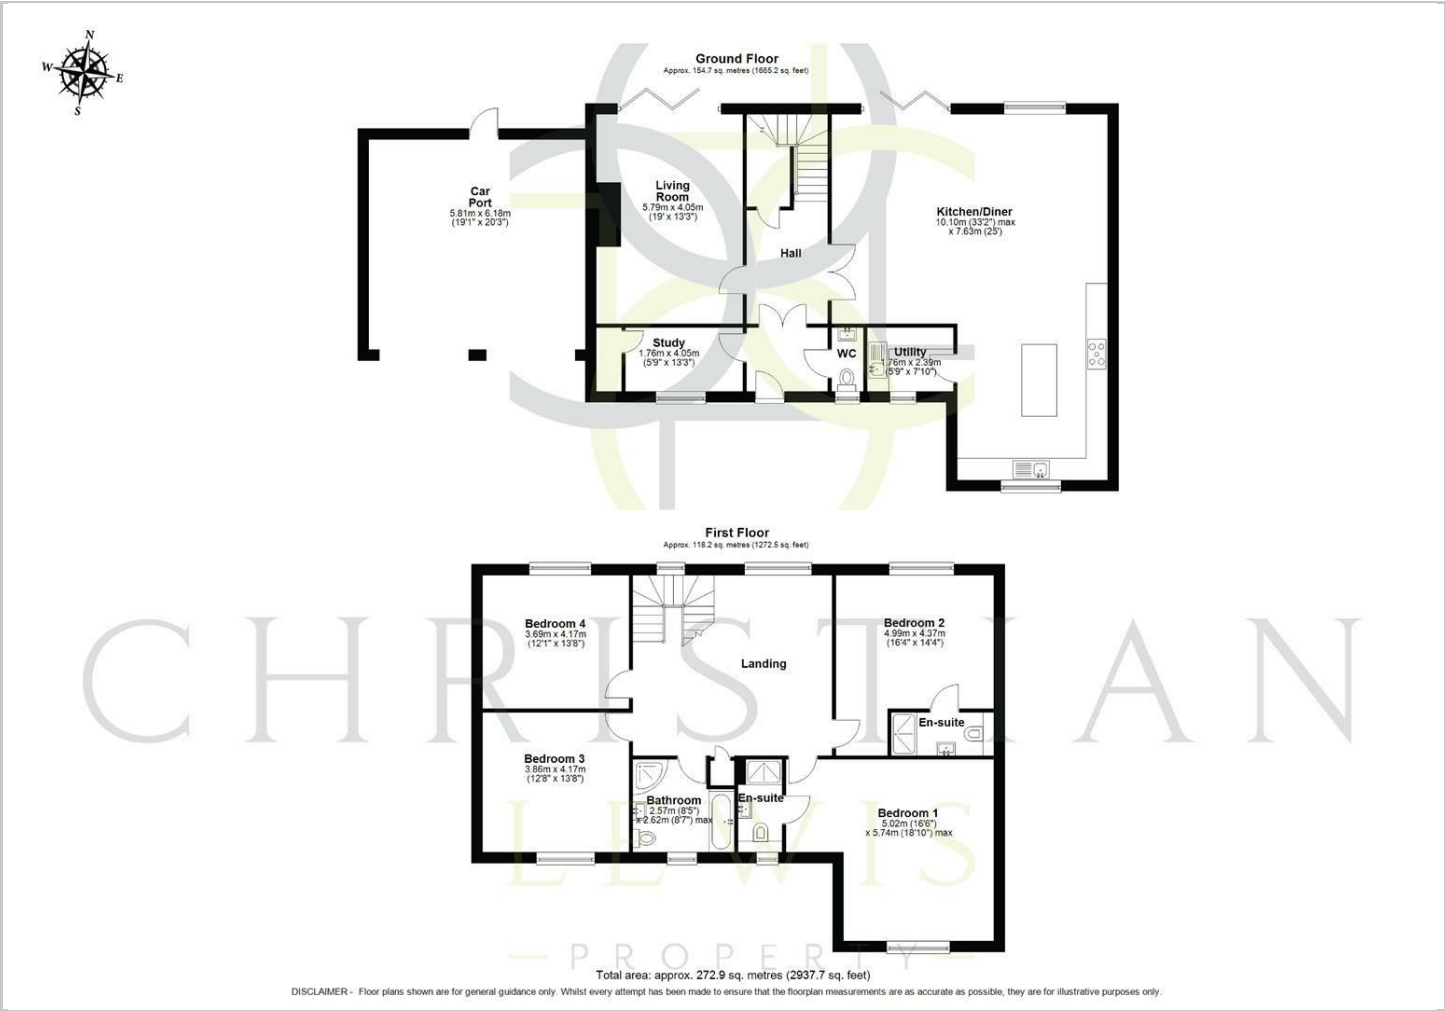 N
W
E
S
Ground Floor
Approx. 154.7 sq. metres (1665.2 sq. feet)
Car
Port
5.81m x 6.18m
(19'1" x 20'3")
Living
Room
5.79m x 4.05m
(19' x 13'3")
Hall
Kitchen/Diner
10.10m (33'2") max
x 7.63m (25')
Study
1.76m x 4.05m
(5'9" x 13'3")
WC
Utility
.76m x 2.39m
(5'9" x 7'10")
First Floor
Approx. 118.2 sq. metres (1272.5 sq. feet)
Bedroom 4
3.69m x 4.17m
(12'1" x 13'8")
Landing
Bedroom 2
4.99m x 4.37m
(16'4" x 14'4")
En-suite
Bedroom 3
3.86m x 4.17m
(12'8" x 13'8")
Bathroom
2.57m (8'5")
x 2.62m (8'7") max
En-suite
Bedroom 1
5.02m (16'6")
x 5.74m (18'10") max
CHRISTIAN
LEWIS
PROPERTY
Total area: approx. 272.9 sq. metres (2937.7 sq. feet)
DISCLAIMER - Floor plans shown are for general guidance only. Whilst every attempt has been made to ensure that the floorplan measurements are as accurate as possible, they are for illustrative purposes only.